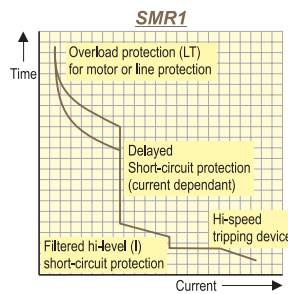 SMR1
Time
Overload protection (LT)
for motor or line protection
Delayed
Short-circuit protection
(current dependant)
Hi-speed
tripping device
Filtered hi-level (I)
short-circuit protection
Current